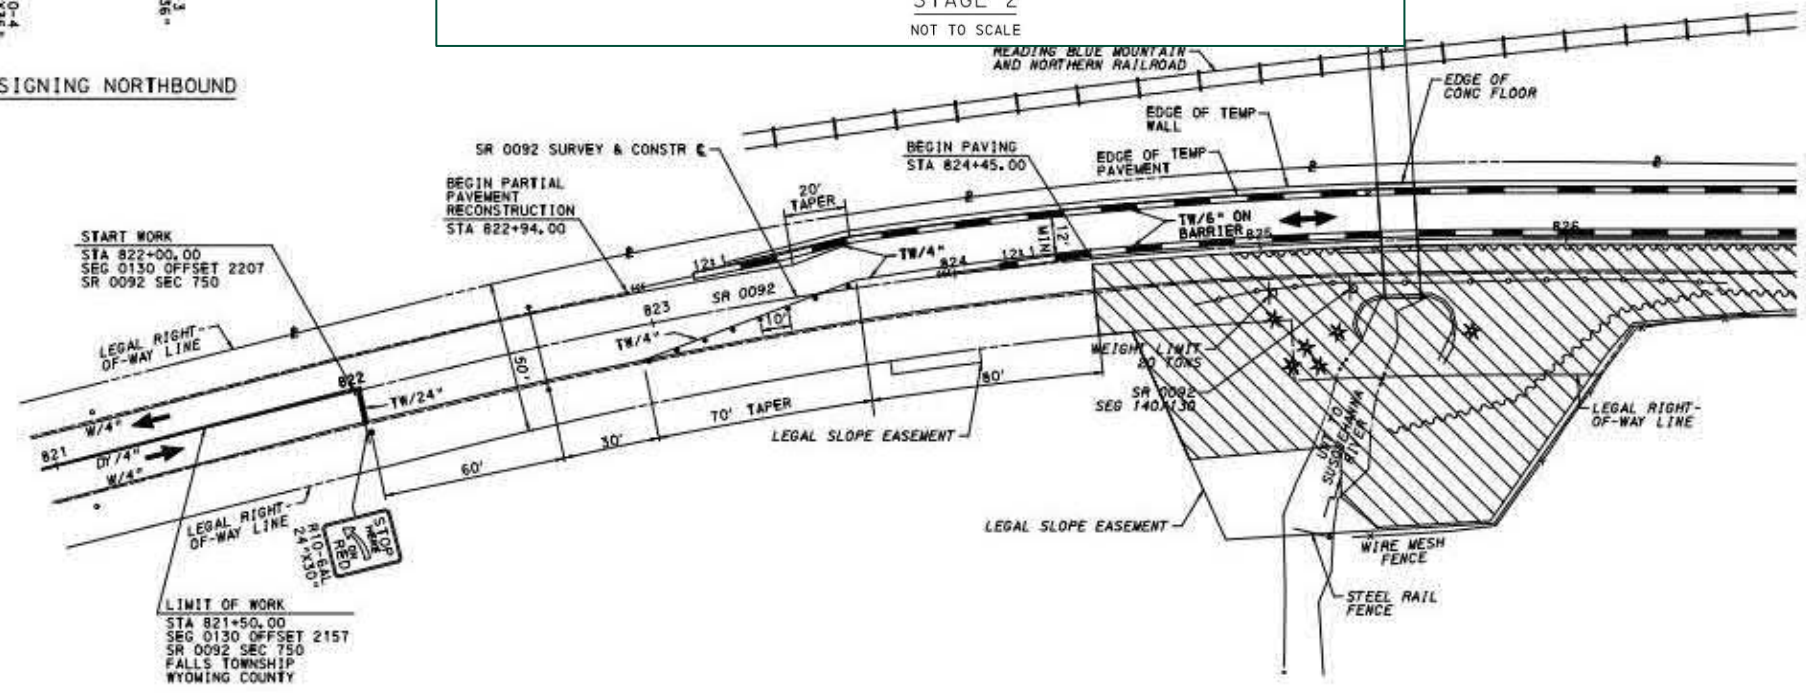 STAGE 2
NOT TO SCALE
SIGNING NORTHBOUND
READING BLUE MOUNTAIN
AND NORTHERN RAILROAD
EDGE OF
CONC FLOOR
EDGE OF TEMP
WALL
SR 0092 SURVEY & CONSTR
BEGIN PAVING
STA 824+45.00
EDGE OF TEMP
PAVEMENT
BEGIN PARTIAL
PAVEMENT
RECONSTRUCTION
STA 822+94.00
20'
TAPER
START WORK
STA 822+00.00
SEG 0130 OFFSET 2207
SR 0092 SEC 750
TW/6" ON
BARRIER
12'
MIN
825
826
TW/4"
12:1
12:1
824
SR 0092
823
10'
TW/4"
LEGAL RIGHT-
OF-WAY LINE
50'
822
TW/24"
WEIGHT LIMIT
20 TONS
SR 0092
SEG 140/130
80'
70' TAPER
LEGAL SLOPE EASEMENT
LEGAL RIGHT-
OF-WAY LINE
W/4"
821
DY/4"
W/4"
30'
60'
UNT TO
SUSQUEHANNA
RIVER
LEGAL RIGHT-
OF-WAY LINE
STOP
HERE
ON
RED
R10-6AL
24"X30"
LEGAL SLOPE EASEMENT
WIRE MESH
FENCE
STEEL RAIL
FENCE
LIMIT OF WORK
STA 821+50.00
SEG 0130 OFFSET 2157
SR 0092 SEC 750
FALLS TOWNSHIP
WYOMING COUNTY